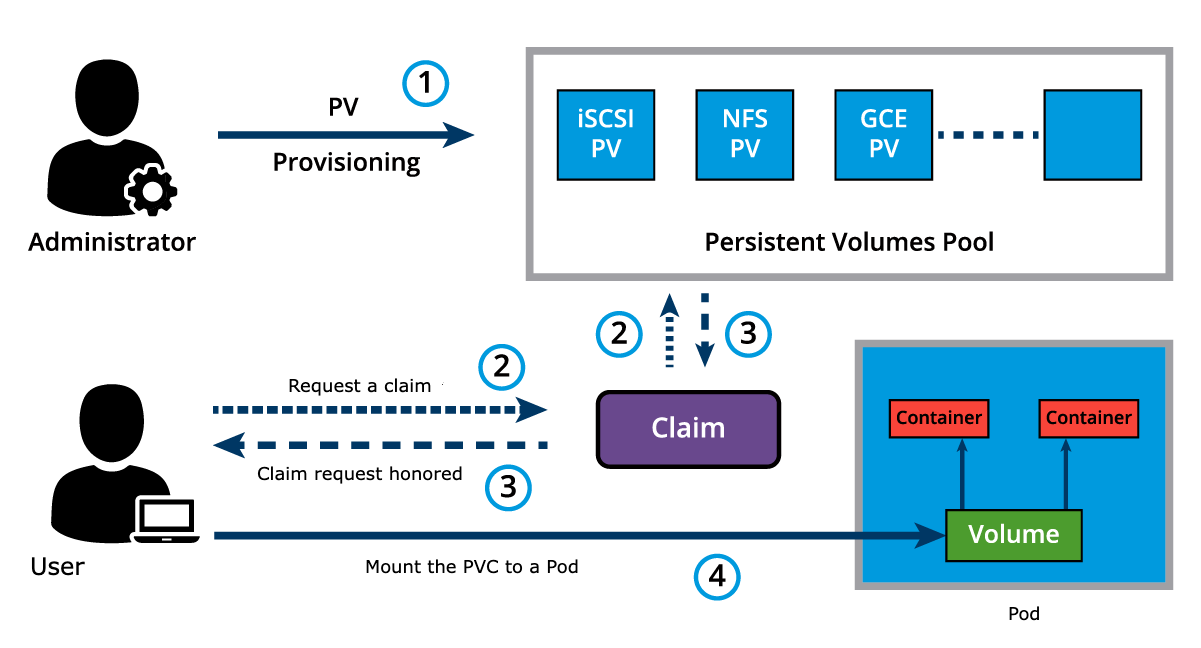 1
PV
Provisioning
Administrator
iSCSI
PV
NFS
PV
GCE
PV
Persistent Volumes Pool
2
3
2
Request a claim
Claim request honored
3
Claim
Container
Container
Volume
User
Mount the PVC to a Pod
4
Pod